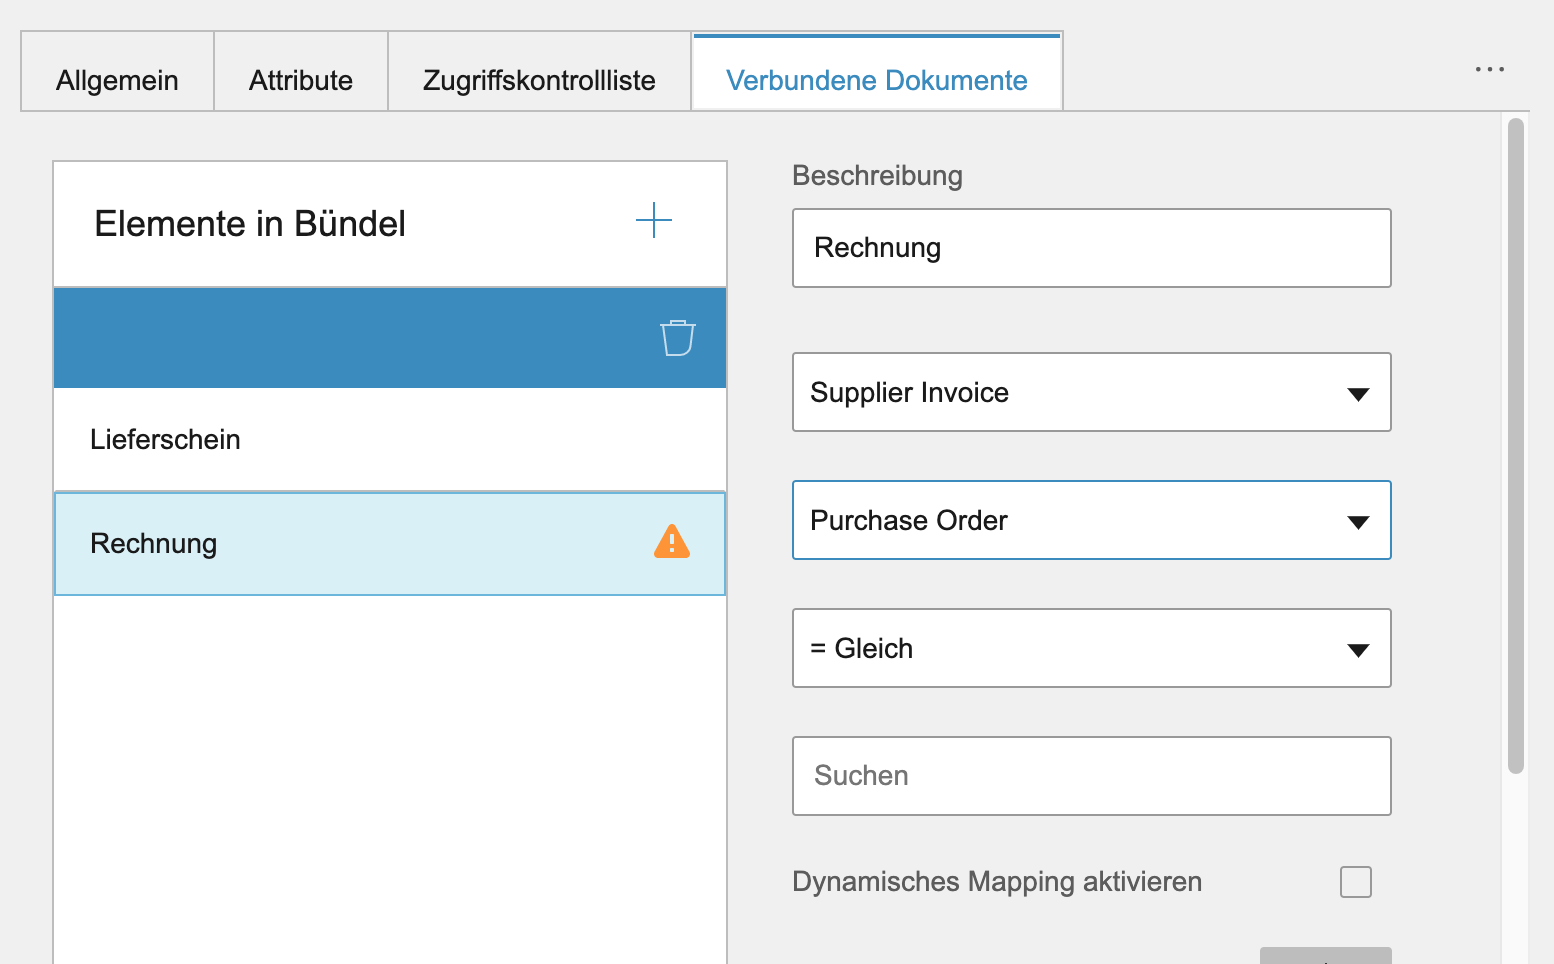 Allgemein
Attribute
Zugriffskontrollliste
Verbundene Dokumente
...
Elemente in Bündel
Lieferschein
Rechnung
Beschreibung
Rechnung
Supplier Invoice
Purchase Order
= Gleich
Suchen
Dynamisches Mapping aktivieren